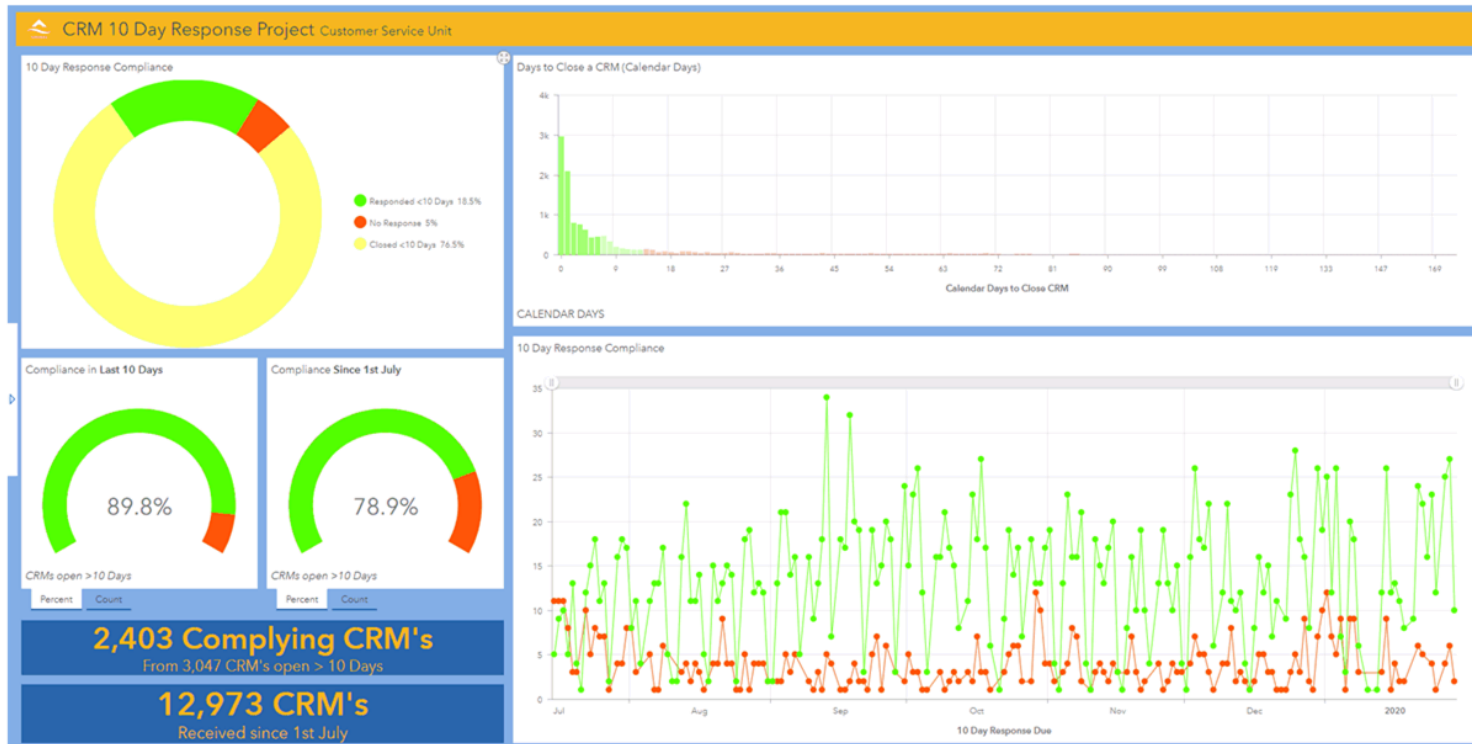 CRM 10 Day Response Project Customer Service Unit
10 Day Response Compliance
Responded <10 Days 18.5%
No Response 5%
Closed <10 Days 76.5%
Days to Close a CRM (Calendar Days)
4k
3k
2k
1k
0
0 9 18 27 36 45 54 63 72 81 90 99 108 119 133 147 169
Calendar Days to Close CRM
CALENDAR DAYS
Compliance in Last 10 Days
89.8%
CRMs open >10 Days
Percent Count
Compliance Since 1st July
78.9%
CRMs open >10 Days
Percent Count
2,403 Complying CRM's
From 3,047 CRM's open > 10 Days
12,973 CRM's
Received since 1st July
10 Day Response Compliance
35
30
25
20
15
10
5
0
Jul Aug Sep Oct Nov Dec 2020
10 Day Response Due